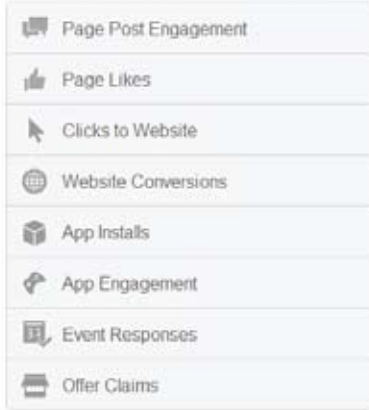 Page Post Engagement
Page Likes
Clicks to Website
Website Conversions
App Installs
App Engagement
Event Responses
Offer Claims